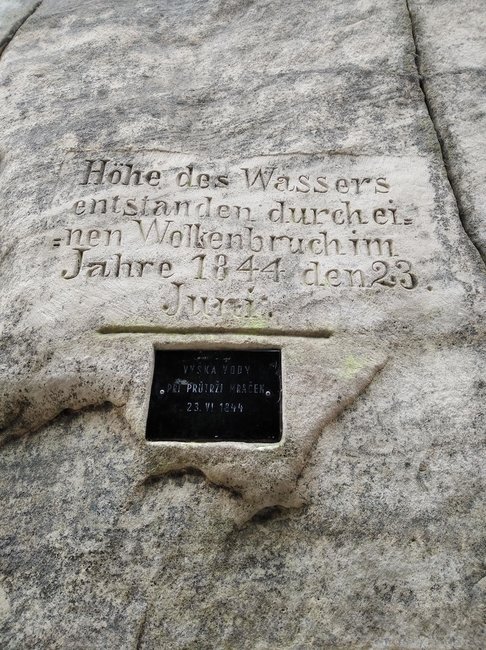 Höhe des Wassers
entstanden durch ei=
=nen Wolkenbruch im
Jahre 1844 den 23.
Juni.
VÝŠKA VODY
PŘI PRŮTRŽI MRAČEN
23. VI 1844